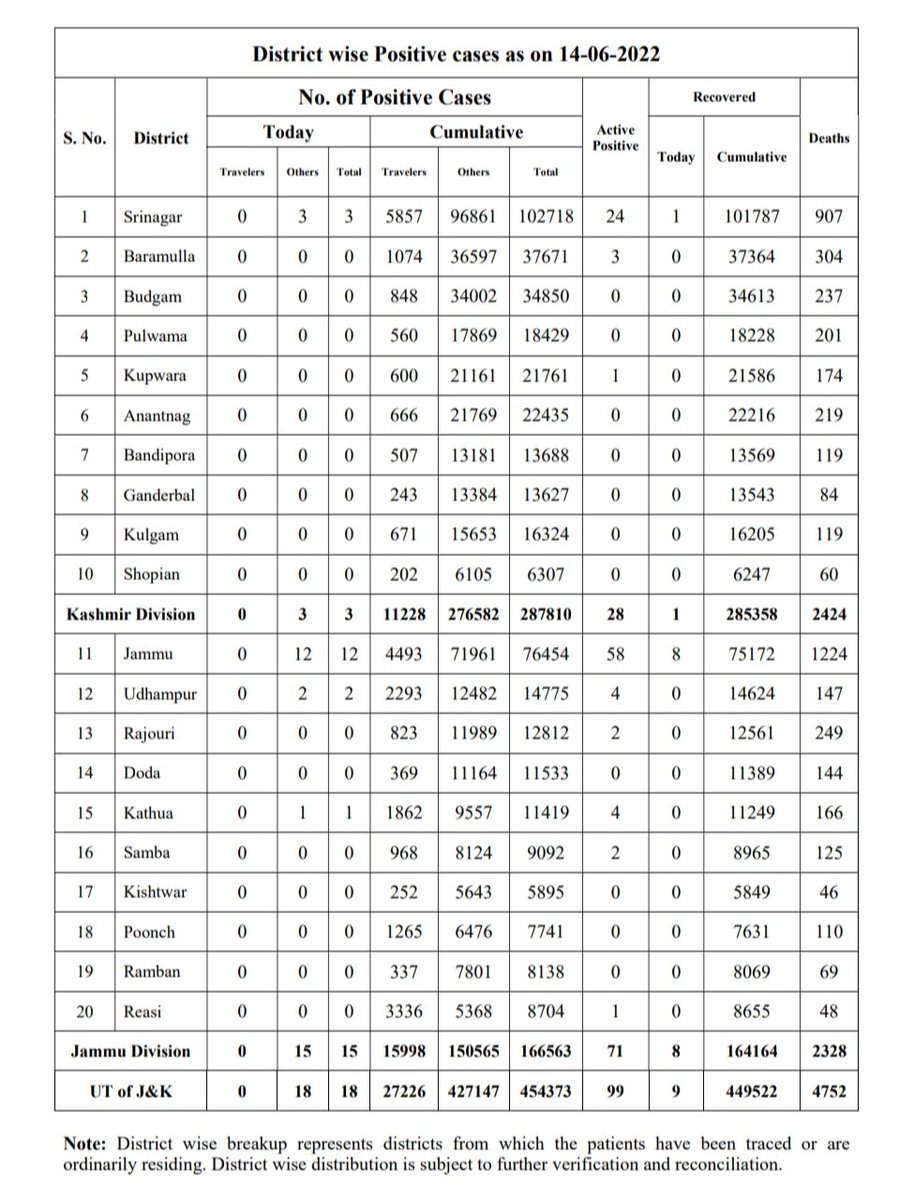 District wise Positive cases as on 14-06-2022
S. No. District No. of Positive Cases Active Positive Recovered Deaths
Today Cumulative Today Cumulative
Travelers Others Total Travelers Others Total
1 Srinagar 0 3 3 5857 96861 102718 24 1 101787 907
2 Baramulla 0 0 0 1074 36597 37671 3 0 37364 304
3 Budgam 0 0 0 848 34002 34850 0 0 34613 237
4 Pulwama 0 0 0 560 17869 18429 0 0 18228 201
5 Kupwara 0 0 0 600 21161 21761 1 0 21586 174
6 Anantnag 0 0 0 666 21769 22435 0 0 22216 219
7 Bandipora 0 0 0 507 13181 13688 0 0 13569 119
8 Ganderbal 0 0 0 243 13384 13627 0 0 13543 84
9 Kulgam 0 0 0 671 15653 16324 0 0 16205 119
10 Shopian 0 0 0 202 6105 6307 0 0 6247 60
Kashmir Division 0 3 3 11228 276582 287810 28 1 285358 2424
11 Jammu 0 12 12 4493 71961 76454 58 8 75172 1224
12 Udhampur 0 2 2 2293 12482 14775 4 0 14624 147
13 Rajouri 0 0 0 823 11989 12812 2 0 12561 249
14 Doda 0 0 0 369 11164 11533 0 0 11389 144
15 Kathua 0 1 1 1862 9557 11419 4 0 11249 166
16 Samba 0 0 0 968 8124 9092 2 0 8965 125
17 Kishtwar 0 0 0 252 5643 5895 0 0 5849 46
18 Poonch 0 0 0 1265 6476 7741 0 0 7631 110
19 Ramban 0 0 0 337 7801 8138 0 0 8069 69
20 Reasi 0 0 0 3336 5368 8704 1 0 8655 48
Jammu Division 0 15 15 15998 150565 166563 71 8 164164 2328
UT of J&K 0 18 18 27226 427147 454373 99 9 449522 4752
Note: District wise breakup represents districts from which the patients have been traced or are
ordinarily residing. District wise distribution is subject to further verification and reconciliation.